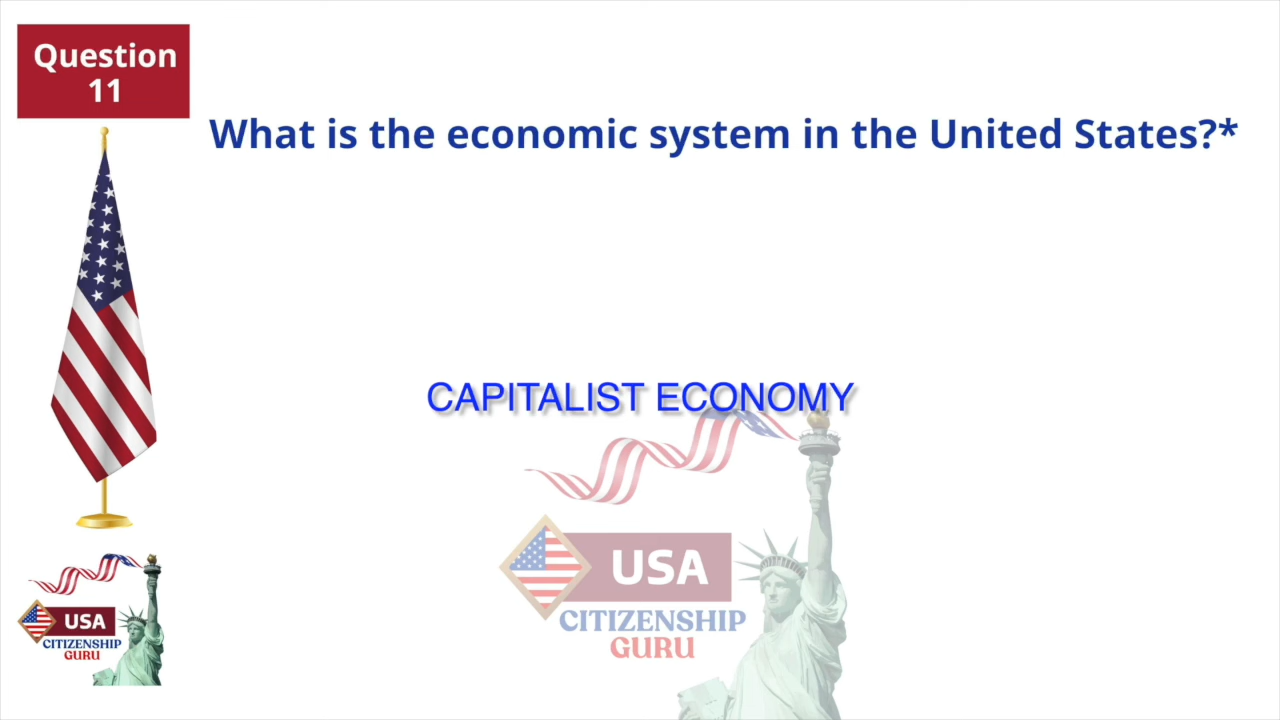 Question
11
What is the economic system in the United States?*
CAPITALIST ECONOMY
USA
CITIZENSHIP
GURU
USA
CITIZENSHIP
GURU